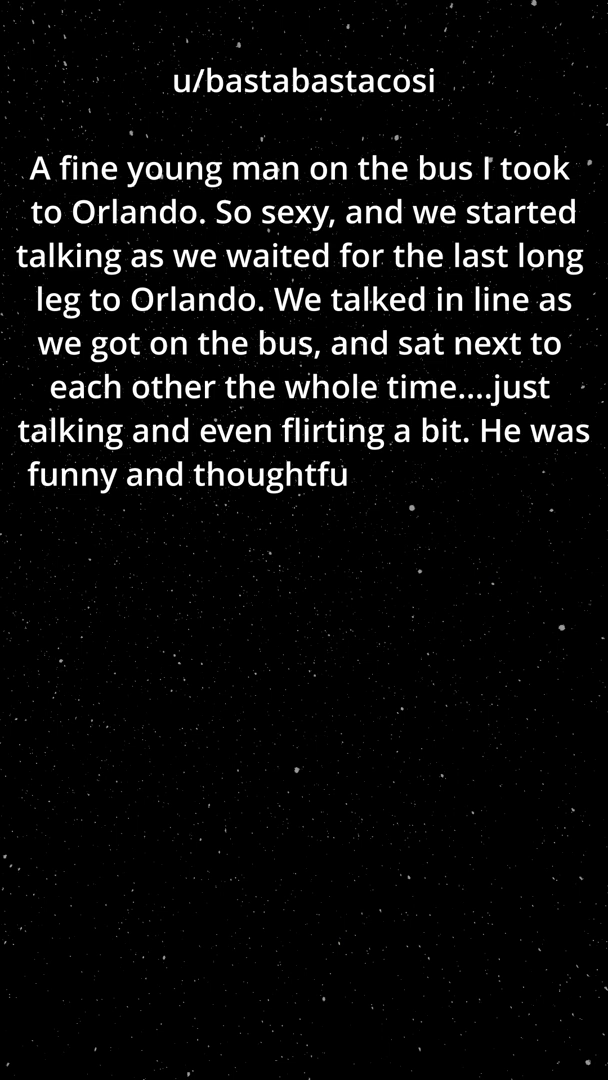 u/bastabastacosi
A fine young man on the bus I took
to Orlando. So sexy, and we started
talking as we waited for the last long
leg to Orlando. We talked in line as
we got on the bus, and sat next to
each other the whole time....just
talking and even flirting a bit. He was
funny and thoughtfu